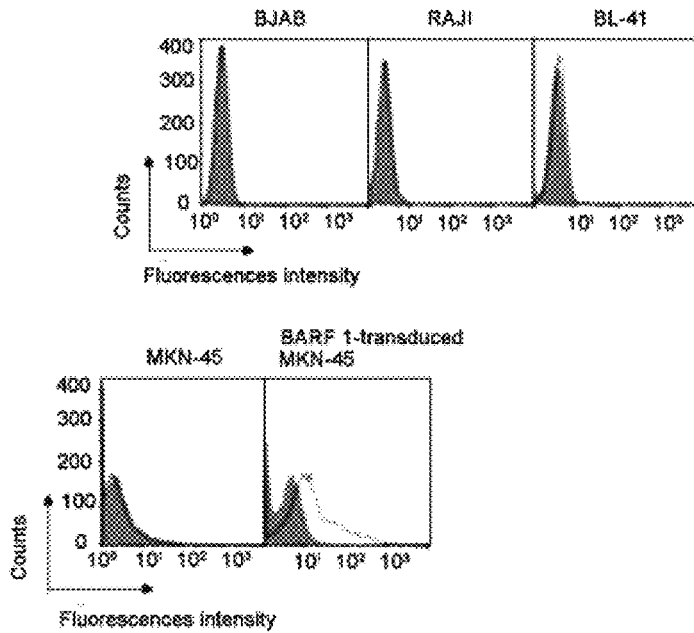 BJAB RAJI BL-41
400
300
200
100
0
10⁰ 10¹ 10² 10³ 10¹ 10² 10³ 10¹ 10² 10³
Counts
Fluorescences intensity
MKN-45 BARF 1-transduced
MKN-45
400
300
200
100
0
10⁰ 10¹ 10² 10³ 10¹ 10² 10³
Counts
Fluorescences intensity